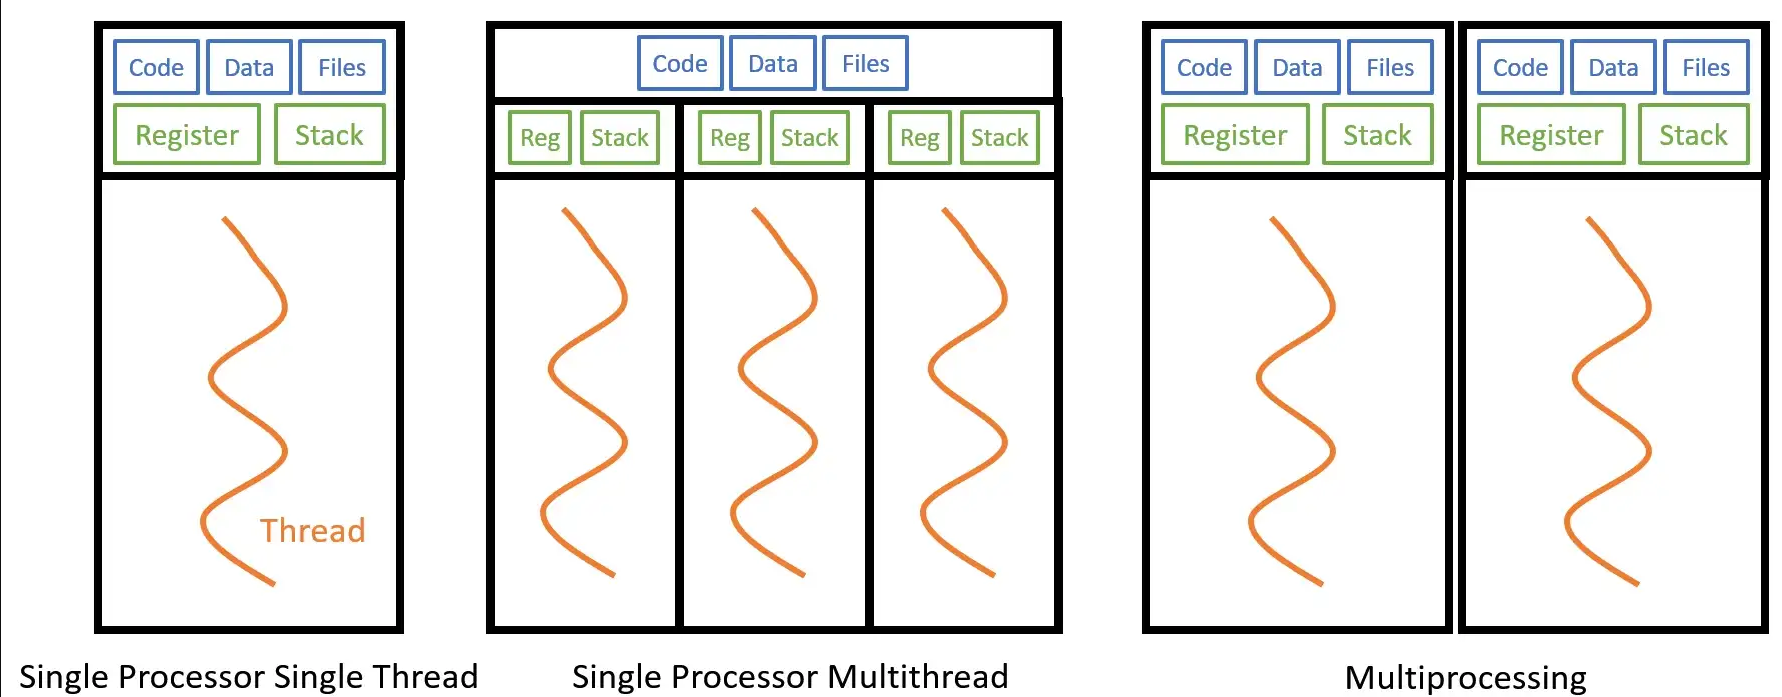 Code Data Files
Register Stack
Thread
Single Processor Single Thread
Code Data Files
Reg Stack Reg Stack Reg Stack
Single Processor Multithread
Code Data Files Code Data Files
Register Stack Register Stack
Multiprocessing